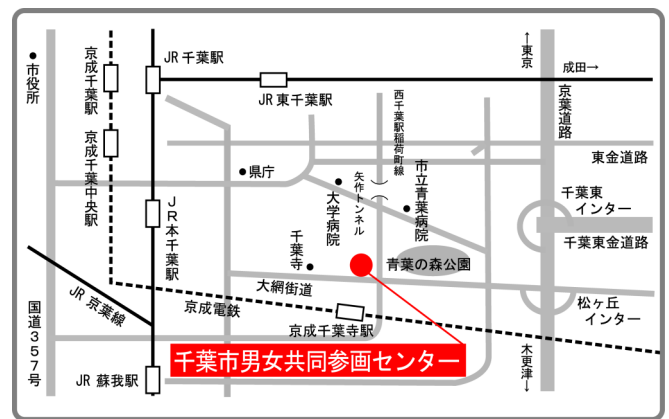 ●市役所
京成千葉駅
京成千葉中央駅
JR千葉駅
JR東千葉駅
↑東京
成田→
京葉道路
西千葉駅稲荷町線
東金道路
●県庁
大学病院
矢作トンネル
市立青葉病院
千葉東
インター
千葉東金道路
JR本千葉駅
千葉寺
青葉の森公園
大網街道
JR京葉線
京成電鉄
京成千葉寺駅
松ヶ丘
インター
国道357号
千葉市男女共同参画センター
木更津↓
JR 蘇我駅